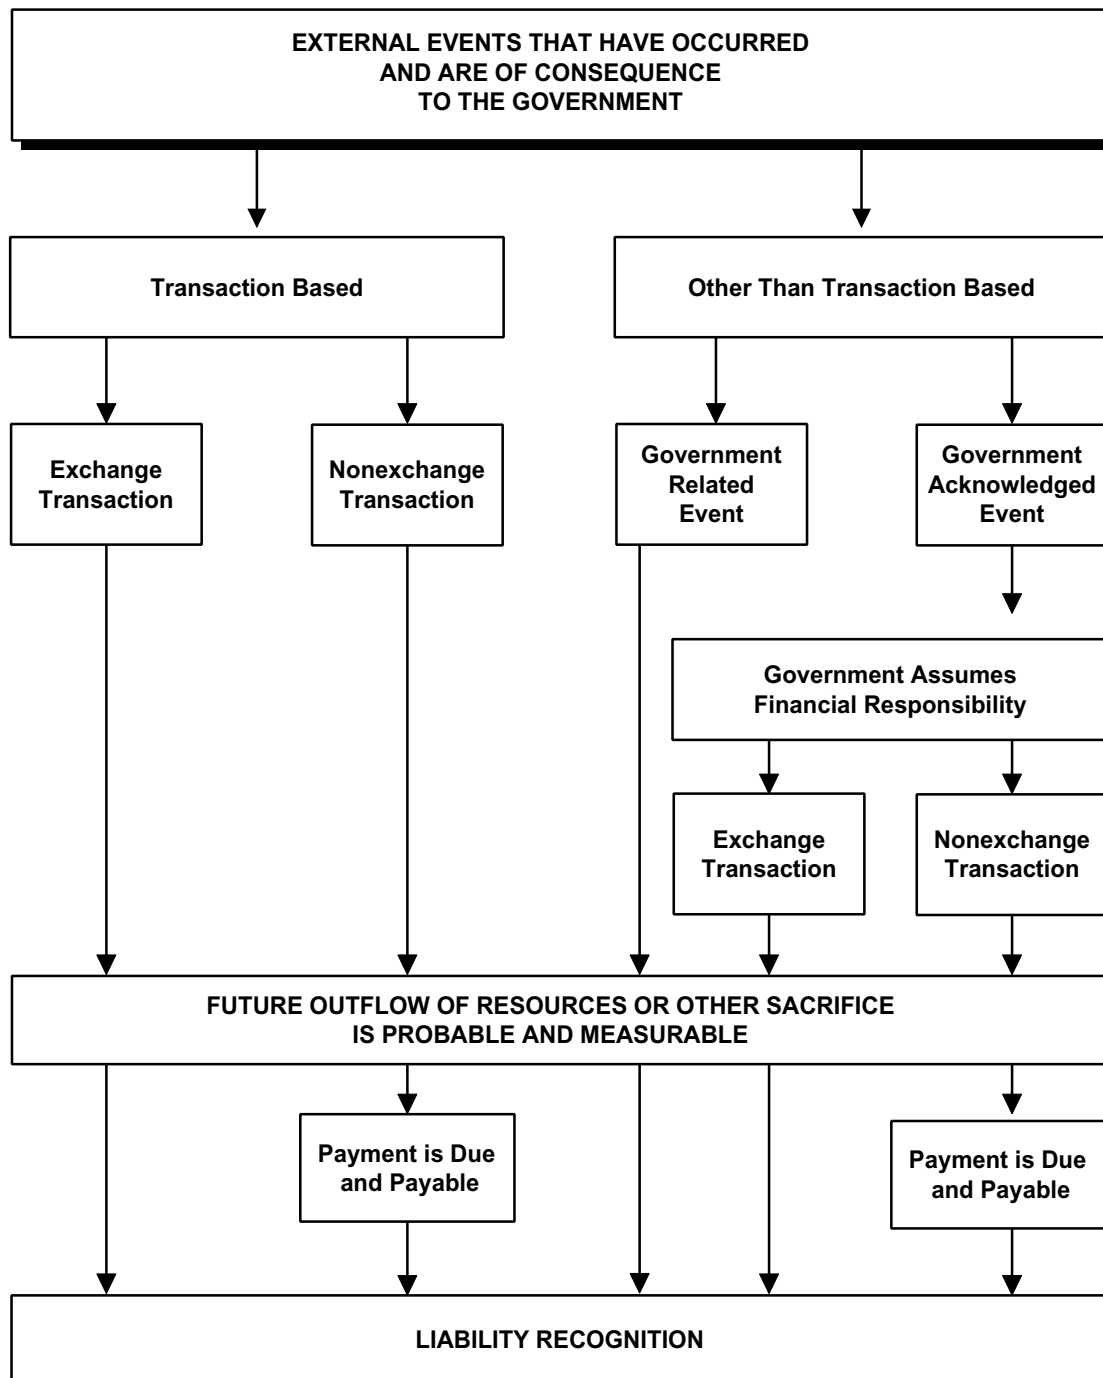 EXTERNAL EVENTS THAT HAVE OCCURRED
AND ARE OF CONSEQUENCE
TO THE GOVERNMENT
Transaction Based
Other Than Transaction Based
Exchange
Transaction
Nonexchange
Transaction
Government
Related
Event
Government
Acknowledged
Event
Government Assumes
Financial Responsibility
Exchange
Transaction
Nonexchange
Transaction
FUTURE OUTFLOW OF RESOURCES OR OTHER SACRIFICE
IS PROBABLE AND MEASURABLE
Payment is Due
and Payable
Payment is Due
and Payable
LIABILITY RECOGNITION